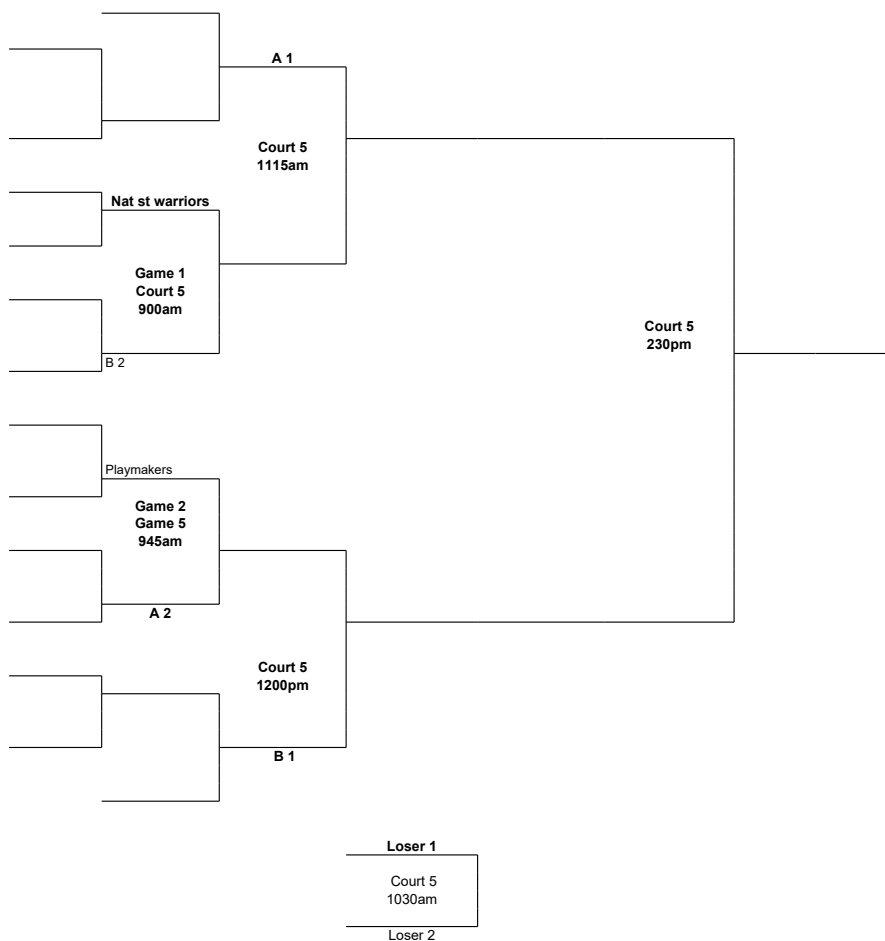 A 1
Court 5
1115am
Nat st warriors
Game 1
Court 5
900am
B 2
Court 5
230pm
Playmakers
Game 2
Game 5
945am
A 2
Court 5
1200pm
B 1
Loser 1
Court 5
1030am
Loser 2